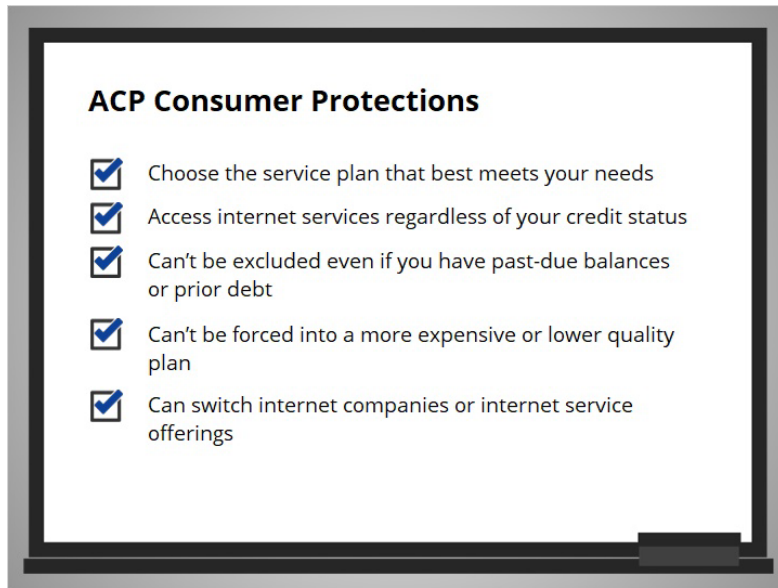 ACP Consumer Protections
Choose the service plan that best meets your needs
Access internet services regardless of your credit status
Can’t be excluded even if you have past-due balances
or prior debt
Can’t be forced into a more expensive or lower quality
plan
Can switch internet companies or internet service
offerings